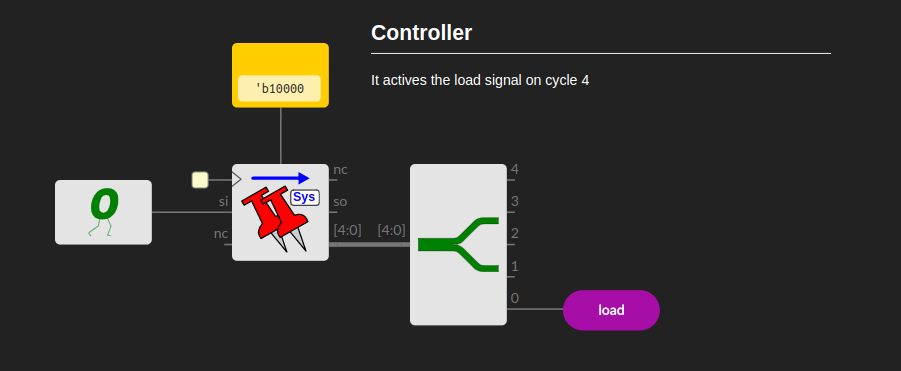 Controller
It actives the load signal on cycle 4
'b10000
0
nc
si
Sys
so
nc
[4:0]
[4:0]
4
3
2
1
0
load